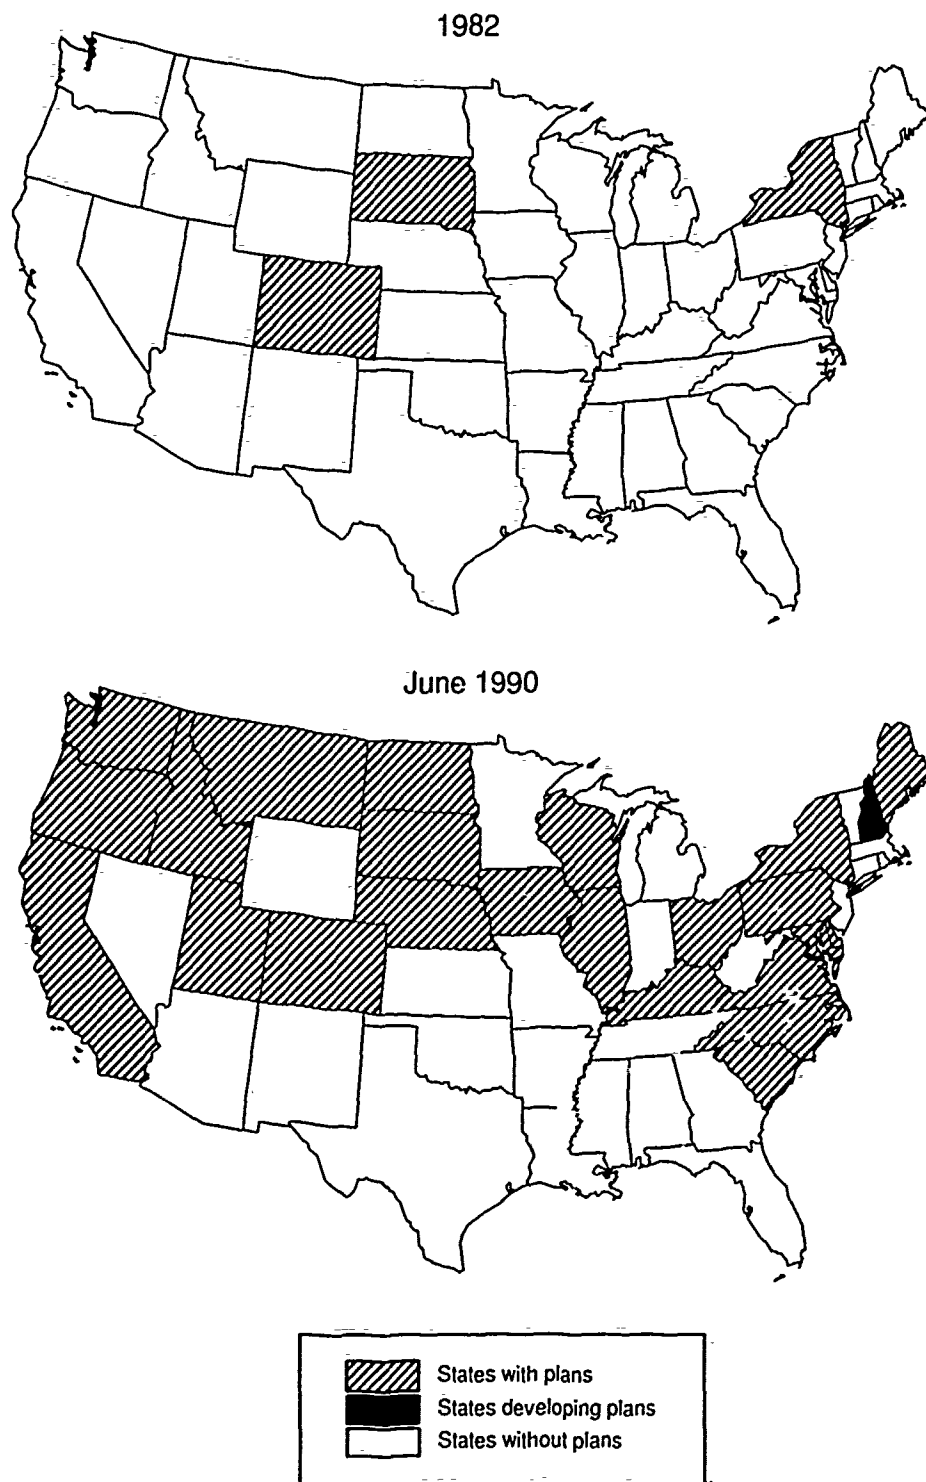 1982
June 1990
States with plans
States developing plans
States without plans